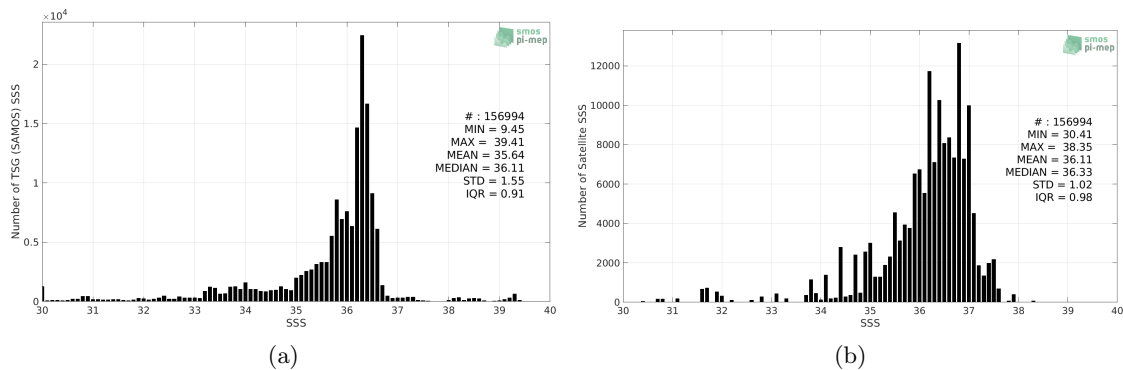 ×10⁴
smos
pi-mep
Number of TSG (SAMOS) SSS
2
1.5
1
0.5
0
# : 156994
MIN = 9.45
MAX = 39.41
MEAN = 35.64
MEDIAN = 36.11
STD = 1.55
IQR = 0.91
30 31 32 33 34 35 36 37 38 39 40
SSS
(a)
smos
pi-mep
Number of Satellite SSS
12000
10000
8000
6000
4000
2000
0
# : 156994
MIN = 30.41
MAX = 38.35
MEAN = 36.11
MEDIAN = 36.33
STD = 1.02
IQR = 0.98
30 31 32 33 34 35 36 37 38 39 40
SSS
(b)